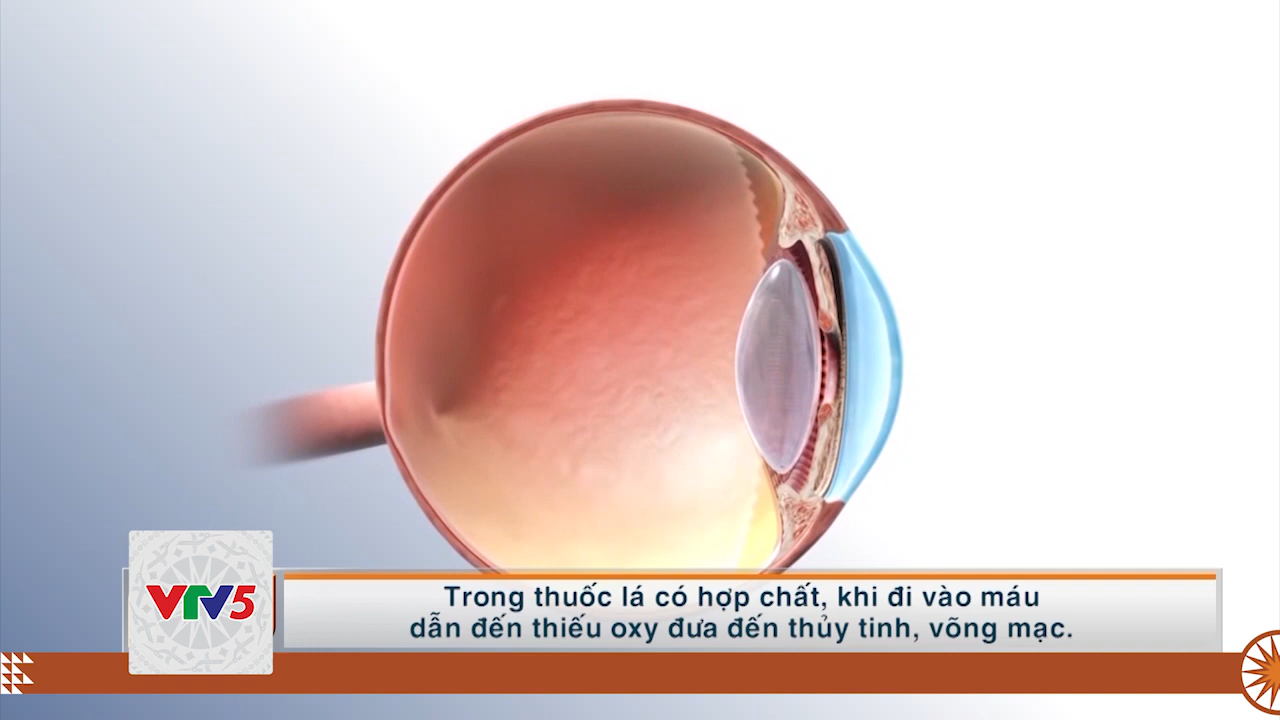 VTV5
Trong thuốc lá có hợp chất, khi đi vào máu
dẫn đến thiếu oxy đưa đến thủy tinh, võng mạc.